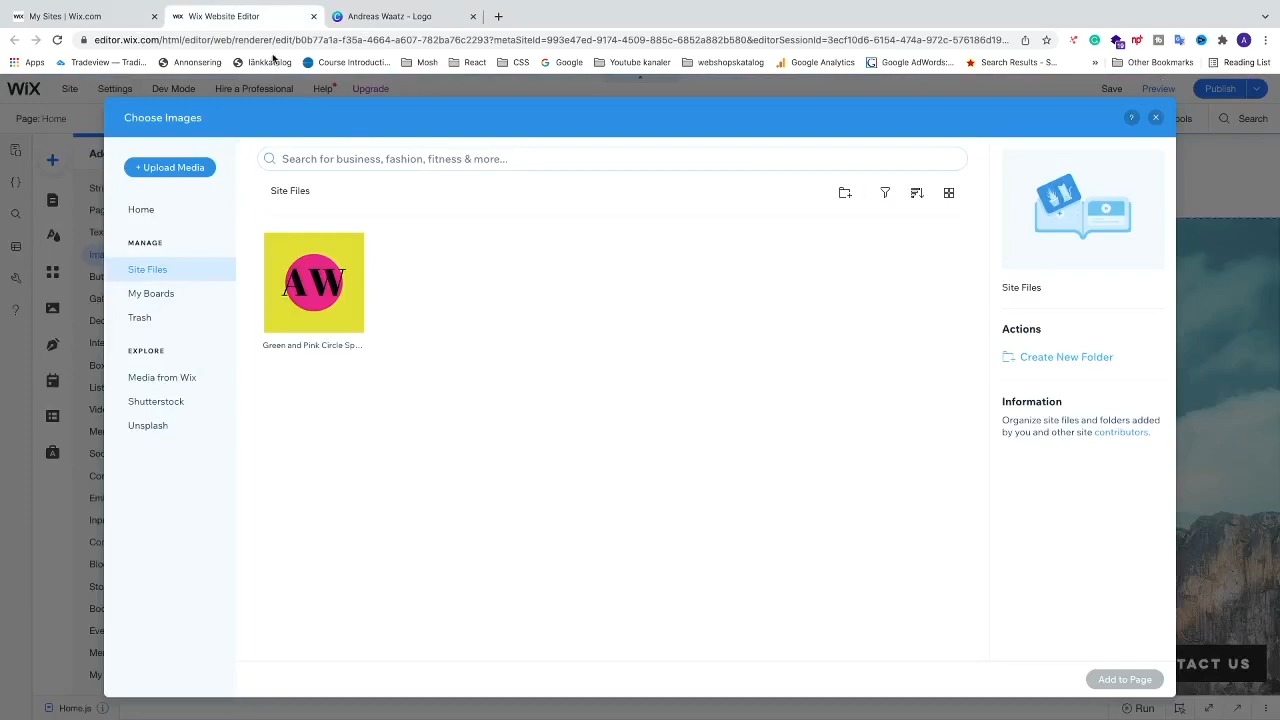 My Sites | Wix.com
Wix Website Editor
Andreas Waatz - Logo
editor.wix.com/html/editor/web/renderer/edit/b0b77a1a-f35a-4664-a607-782ba76c2293?metaSiteId=993e47ed-9174-4509-885c-6852a882b580&editorSessionId=3ecf10d6-6154-474a-972c-576186d19...
Apps
Tradeview – Tradi...
Annonsering
länkkatalog
Course Introducti...
Mosh
React
CSS
Google
Youtube kanaler
webshopskatalog
Google Analytics
Google AdWords:...
Search Results - S...
»
Other Bookmarks
Reading List
WiX
Site
Settings
Dev Mode
Hire a Professional
Help
Upgrade
Save
Preview
Publish
Page: Home
Choose Images
?
Search
+ Upload Media
Search for business, fashion, fitness & more...
Home
Site Files
MANAGE
Site Files
My Boards
Trash
EXPLORE
Media from Wix
Shutterstock
Unsplash
AW
Green and Pink Circle Sp...
Site Files
Actions
Create New Folder
Information
Organize site files and folders added
by you and other site contributors.
TACT US
Add to Page
Home.js
Run